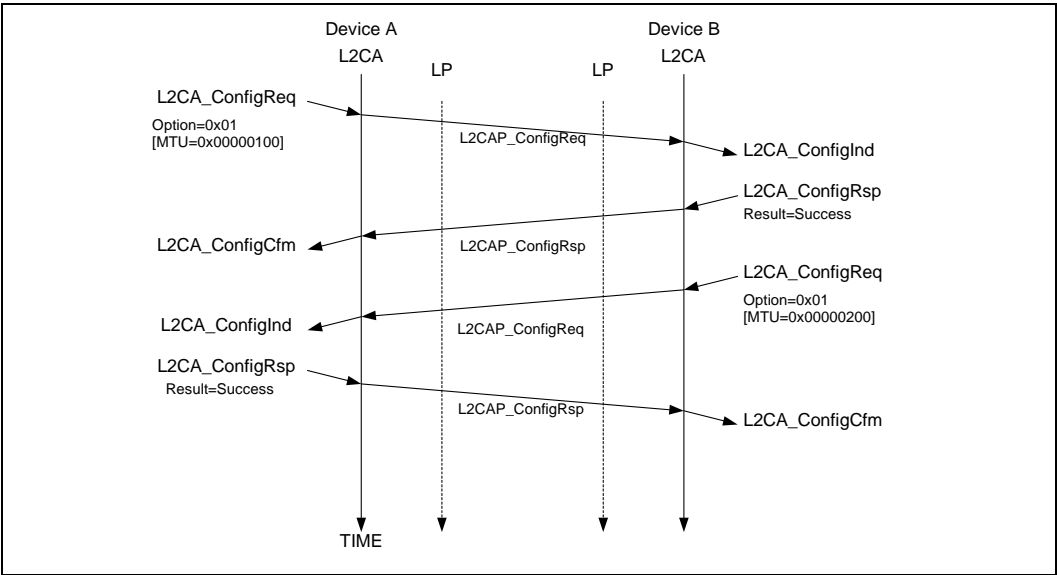 Device A
Device B
L2CA
LP
LP
L2CA
L2CA_ConfigReq
Option=0x01
[MTU=0x00000100]
L2CAP_ConfigReq
L2CA_ConfigInd
L2CA_ConfigRsp
Result=Success
L2CA_ConfigCfm
L2CAP_ConfigRsp
L2CA_ConfigReq
Option=0x01
[MTU=0x00000200]
L2CA_ConfigInd
L2CAP_ConfigReq
L2CA_ConfigRsp
Result=Success
L2CAP_ConfigRsp
L2CA_ConfigCfm
TIME